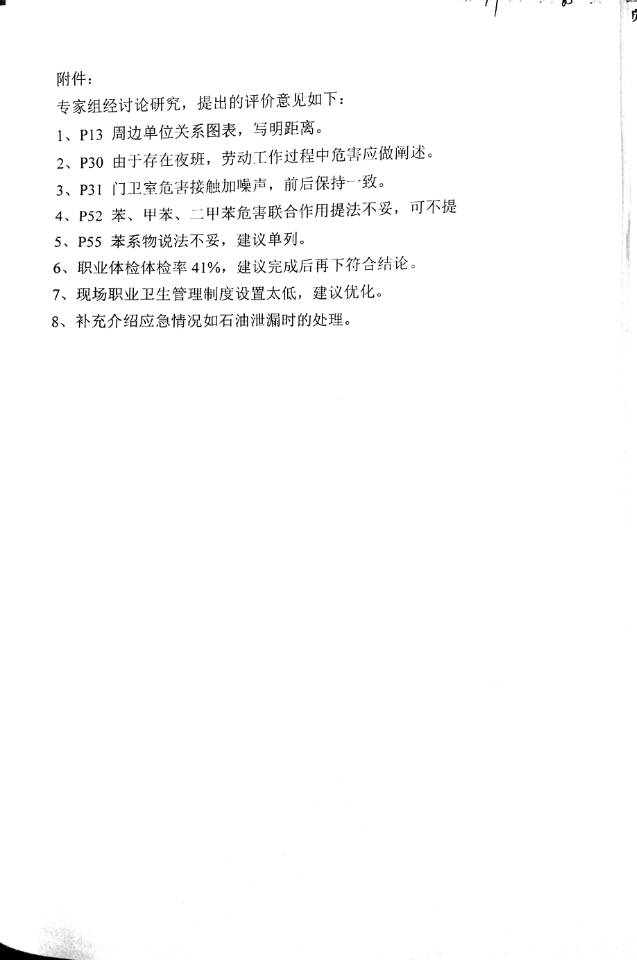 附件：
专家组经讨论研究，提出的评价意见如下：
1、P13 周边单位关系图表，写明距离。
2、P30 由于存在夜班，劳动工作过程中危害应做阐述。
3、P31 门卫室危害接触加噪声，前后保持一致。
4、P52 苯、甲苯、二甲苯危害联合作用提法不妥，可不提
5、P55 苯系物说法不妥，建议单列。
6、职业体检体检率 41%，建议完成后再下符合结论。
7、现场职业卫生管理制度设置太低，建议优化。
8、补充介绍应急情况如石油泄漏时的处理。